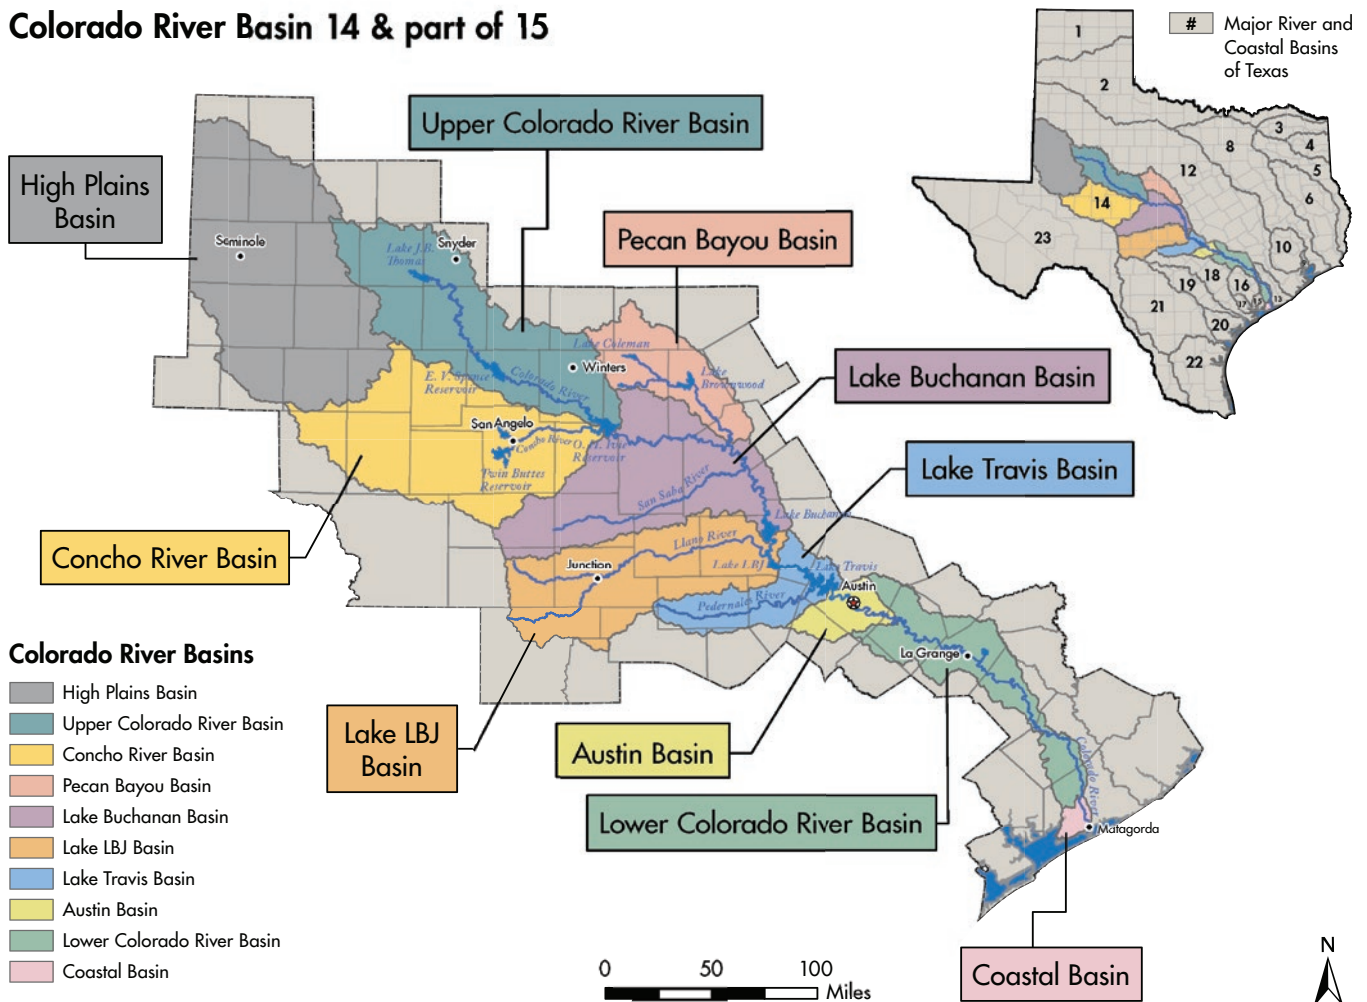 Colorado River Basin 14 & part of 15
# Major River and
Coastal Basins
of Texas
1
2
3
4
5
6
8
10
12
14
23
18
19
16
21
17
15
13
20
22
9
Upper Colorado River Basin
High Plains
Basin
Pecan Bayou Basin
Seminole
Lake J.B.
Thomas
Snyder
Lake Coleman
Winters
Lake
Brownwood
Lake Buchanan Basin
E. V. Spence
Reservoir
Colorado River
San Angelo
Concho River
O. H. Ivie
Reservoir
Twin Buttes
Reservoir
San Saba River
Lake Travis Basin
Lake Buchanan
Concho River Basin
Llano River
Junction
Lake LBJ
Lake Travis
Austin
Pedernales River
La Grange
Colorado River Basins
High Plains Basin
Upper Colorado River Basin
Concho River Basin
Pecan Bayou Basin
Lake Buchanan Basin
Lake LBJ Basin
Lake Travis Basin
Austin Basin
Lower Colorado River Basin
Coastal Basin
Lake LBJ
Basin
Austin Basin
Lower Colorado River Basin
Colorado River
Matagorda
Coastal Basin
0 50 100
Miles
N